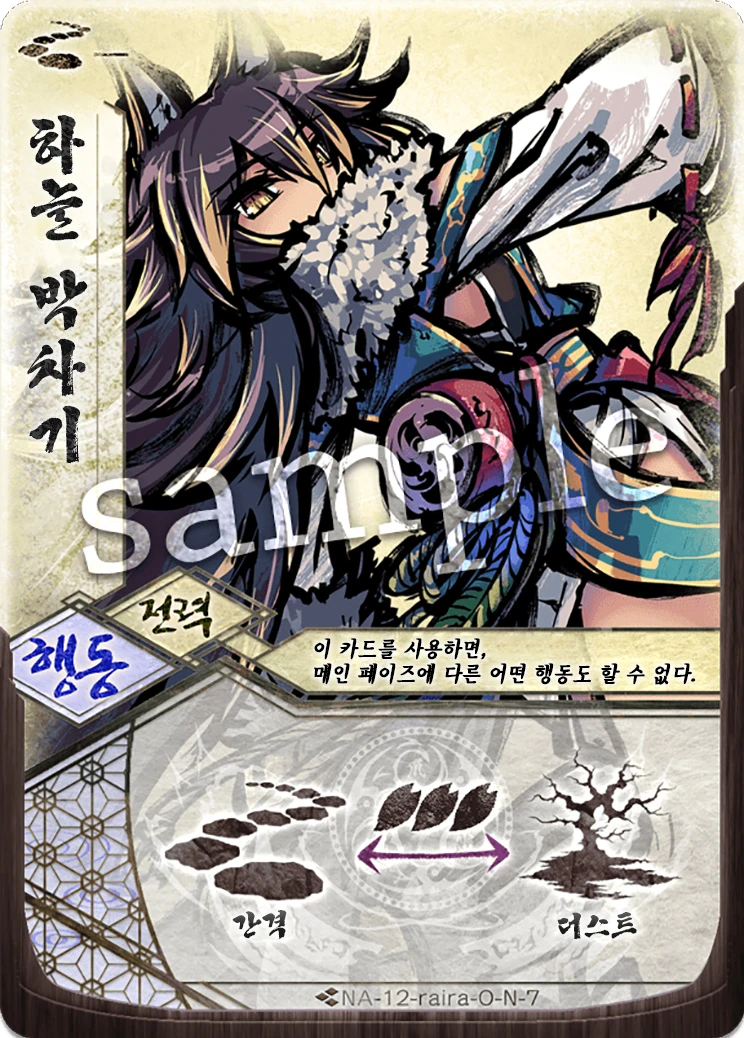 하늘 박차기
sample
전력
행동
이 카드를 사용하면,
메인 페이즈에 다른 어떤 행동도 할 수 없다.
간격
더스트
NA-12-raira-O-N-7